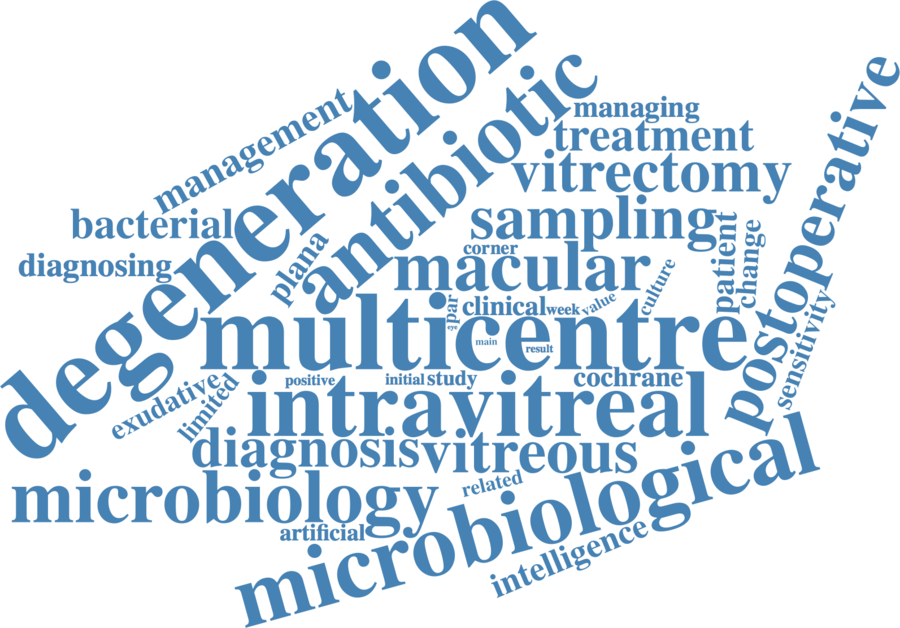 degeneration
antibiotic
management
managing
treatment
vitrectomy
postoperative
bacterial
sampling
diagnosing
plana
corner
macular
patient
change
culture
par
clinical
week
value
eye
multicentre
main
result
sensitivity
exudative
limited
positive
initial
study
cochrane
intravitreal
diagnosis
vitreous
microbiology
related
microbiological
artificial
intelligence